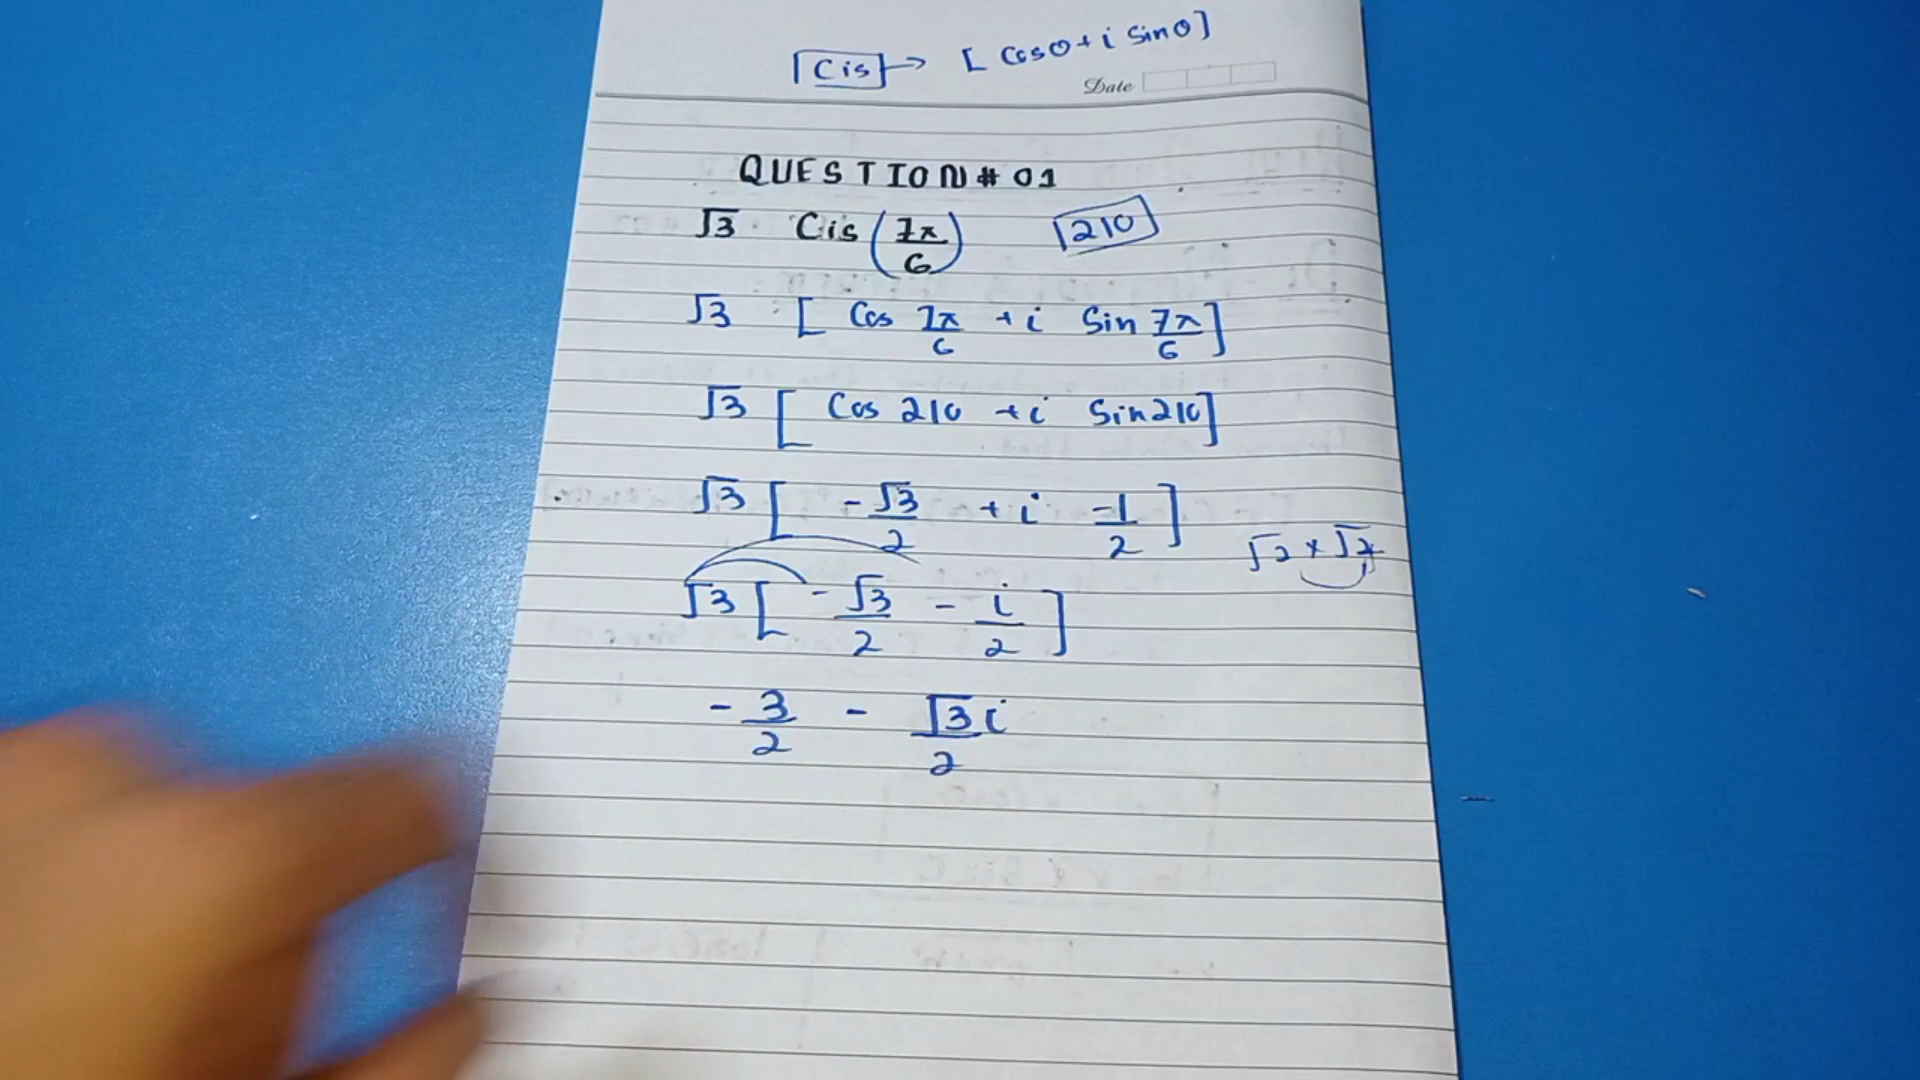 Cis → [ Cosθ + i Sinθ ]
Date
QUESTION # 01
√3 Cis (7π/6) 210
√3 [ Cos 7π/6 + i Sin 7π/6 ]
√3 [ Cos 210 + i Sin 210 ]
√3 [ -√3/2 + i -1/2 ]
√2 × √2
√3 [ -√3/2 - i/2 ]
-3/2 - √3i/2